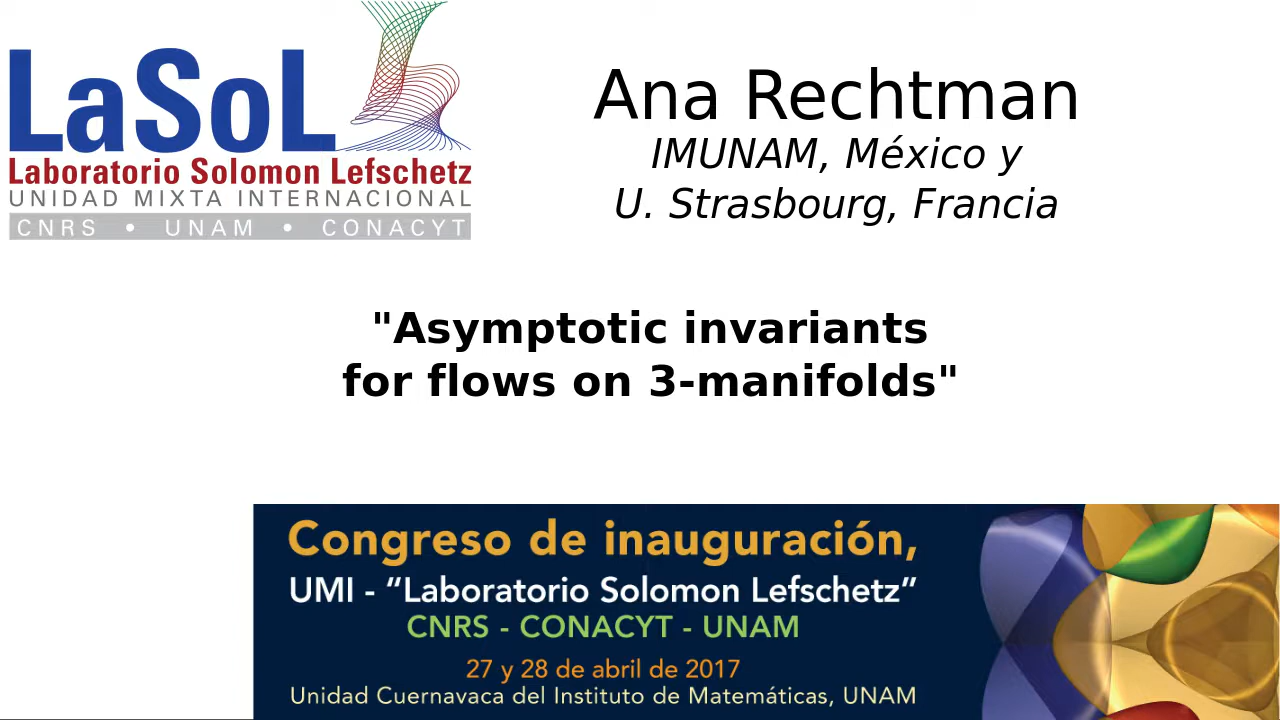 LaSoL
Laboratorio Solomon Lefschetz
UNIDAD MIXTA INTERNACIONAL
CNRS • UNAM • CONACYT
Ana Rechtman
IMUNAM, México y
U. Strasbourg, Francia
"Asymptotic invariants
for flows on 3-manifolds"
Congreso de inauguración,
UMI - “Laboratorio Solomon Lefschetz”
CNRS - CONACYT - UNAM
27 y 28 de abril de 2017
Unidad Cuernavaca del Instituto de Matemáticas, UNAM